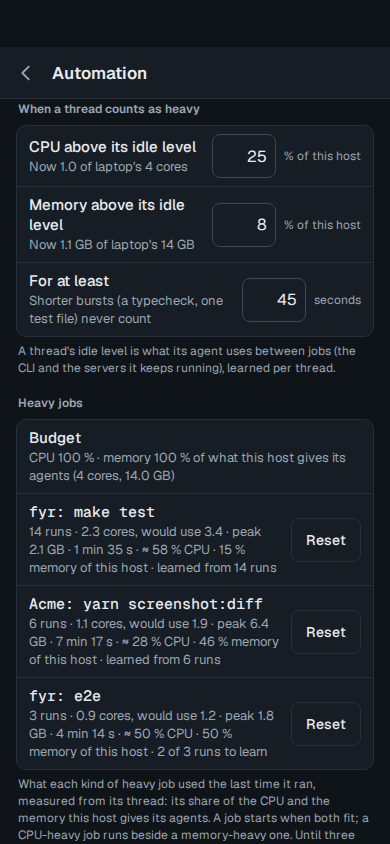 Automation
When a thread counts as heavy
CPU above its idle level
Now 1.0 of laptop's 4 cores
25
% of this host
Memory above its idle
level
Now 1.1 GB of laptop's 14 GB
8
% of this host
For at least
Shorter bursts (a typecheck, one
test file) never count
45
seconds
A thread's idle level is what its agent uses between jobs (the
CLI and the servers it keeps running), learned per thread.
Heavy jobs
Budget
CPU 100 % · memory 100 % of what this host gives its
agents (4 cores, 14.0 GB)
fyr: make test
14 runs · 2.3 cores, would use 3.4 · peak
2.1 GB · 1 min 35 s · ≈ 58 % CPU · 15 %
memory of this host · learned from 14 runs
Reset
Acme: yarn screenshot:diff
6 runs · 1.1 cores, would use 1.9 · peak 6.4
GB · 7 min 17 s · ≈ 28 % CPU · 46 % memory
of this host · learned from 6 runs
Reset
fyr: e2e
3 runs · 0.9 cores, would use 1.2 · peak 1.8
GB · 4 min 14 s · ≈ 50 % CPU · 50 %
memory of this host · 2 of 3 runs to learn
Reset
What each kind of heavy job used the last time it ran,
measured from its thread: its share of the CPU and the
memory this host gives its agents. A job starts when both fit; a
CPU-heavy job runs beside a memory-heavy one. Until three